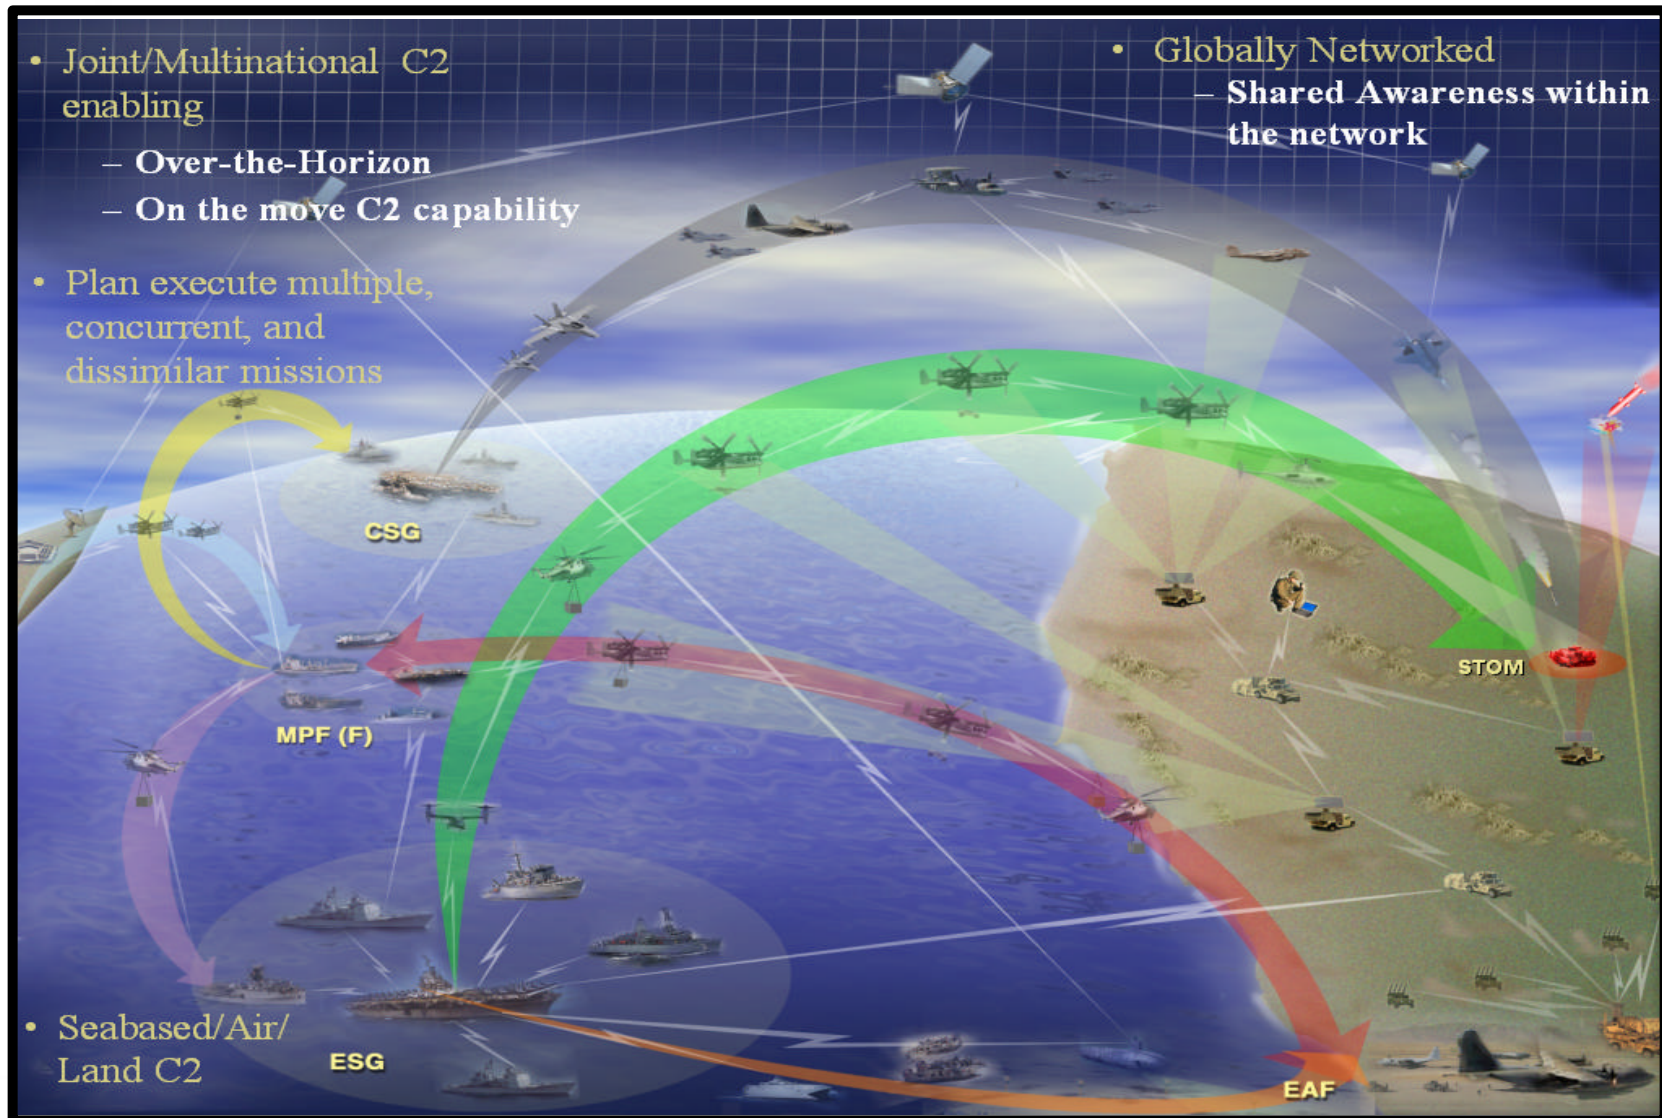 • Joint/Multinational C2
enabling
– Over-the-Horizon
– On the move C2 capability
• Plan execute multiple,
concurrent, and
dissimilar missions
• Globally Networked
– Shared Awareness within
the network
CSG
MPF (F)
STOM
• Seabased/Air/
Land C2
ESG
EAF